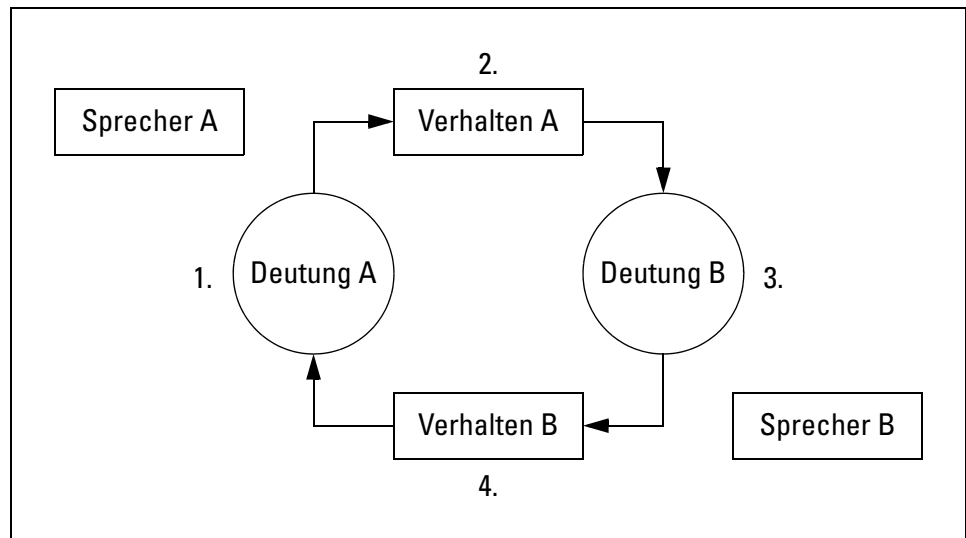 2.
Sprecher A
Verhalten A
1.
Deutung A
Deutung B
3.
Verhalten B
Sprecher B
4.